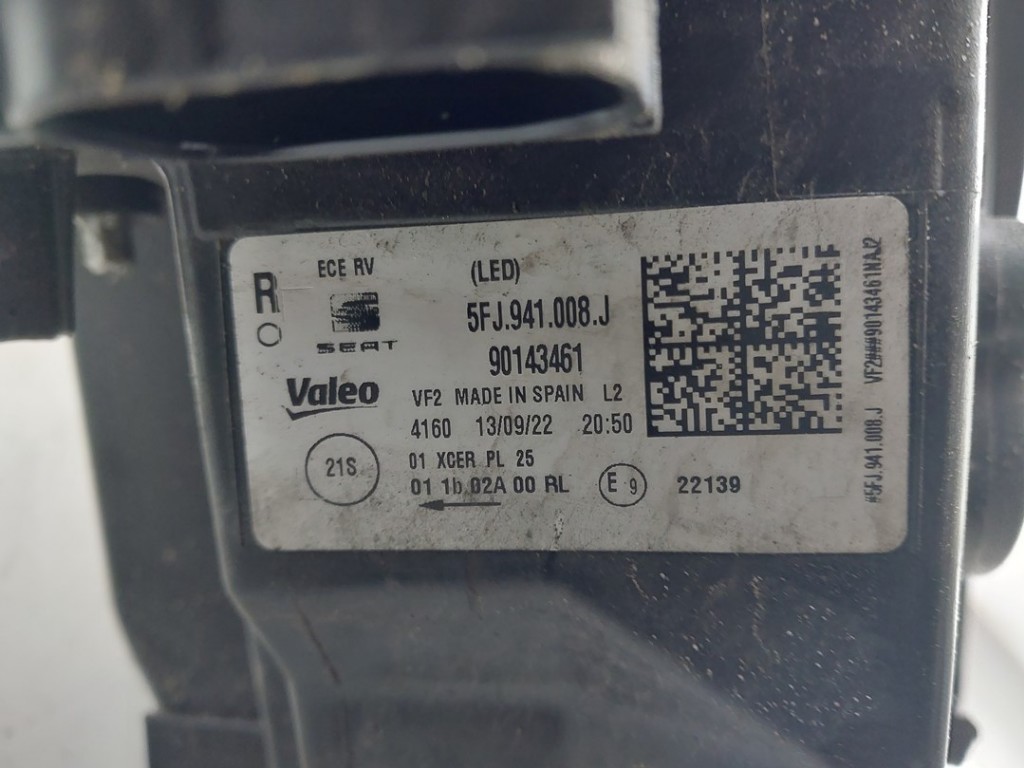 R
ECE RV
(LED)
SEAT
5FJ.941.008.J
90143461
Valeo
VF2 MADE IN SPAIN L2
4160 13/09/22 20:50
21S
01 XCER PL 25
01 1b 02A 00 RL
E 9
22139
#5FJ.941.008.J VF2###90143461NAJ2